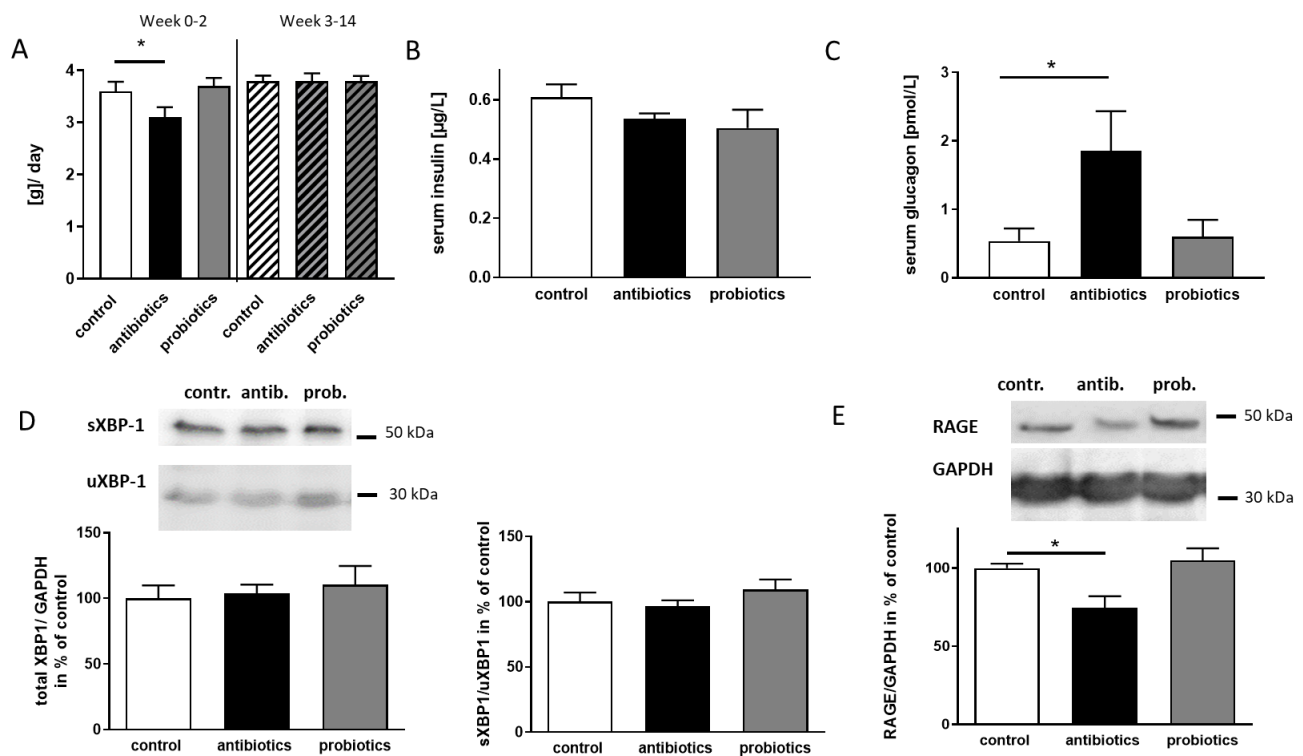 Week 0-2
Week 3-14
A
*
[g]/ day
4
3
2
1
0
control
antibiotics
probiotics
control
antibiotics
probiotics
B
serum insulin [µg/L]
0.6
0.4
0.2
0.0
control
antibiotics
probiotics
C
*
serum glucagon [pmol/L]
3
2
1
0
control
antibiotics
probiotics
D
contr.
antib.
prob.
sXBP-1
50 kDa
uXBP-1
30 kDa
total XBP1/ GAPDH
in % of control
150
100
50
0
control
antibiotics
probiotics
sXBP1/uXBP1 in % of control
150
100
50
0
control
antibiotics
probiotics
E
contr.
antib.
prob.
RAGE
50 kDa
GAPDH
30 kDa
*
RAGE/GAPDH in % of control
100
50
0
control
antibiotics
probiotics